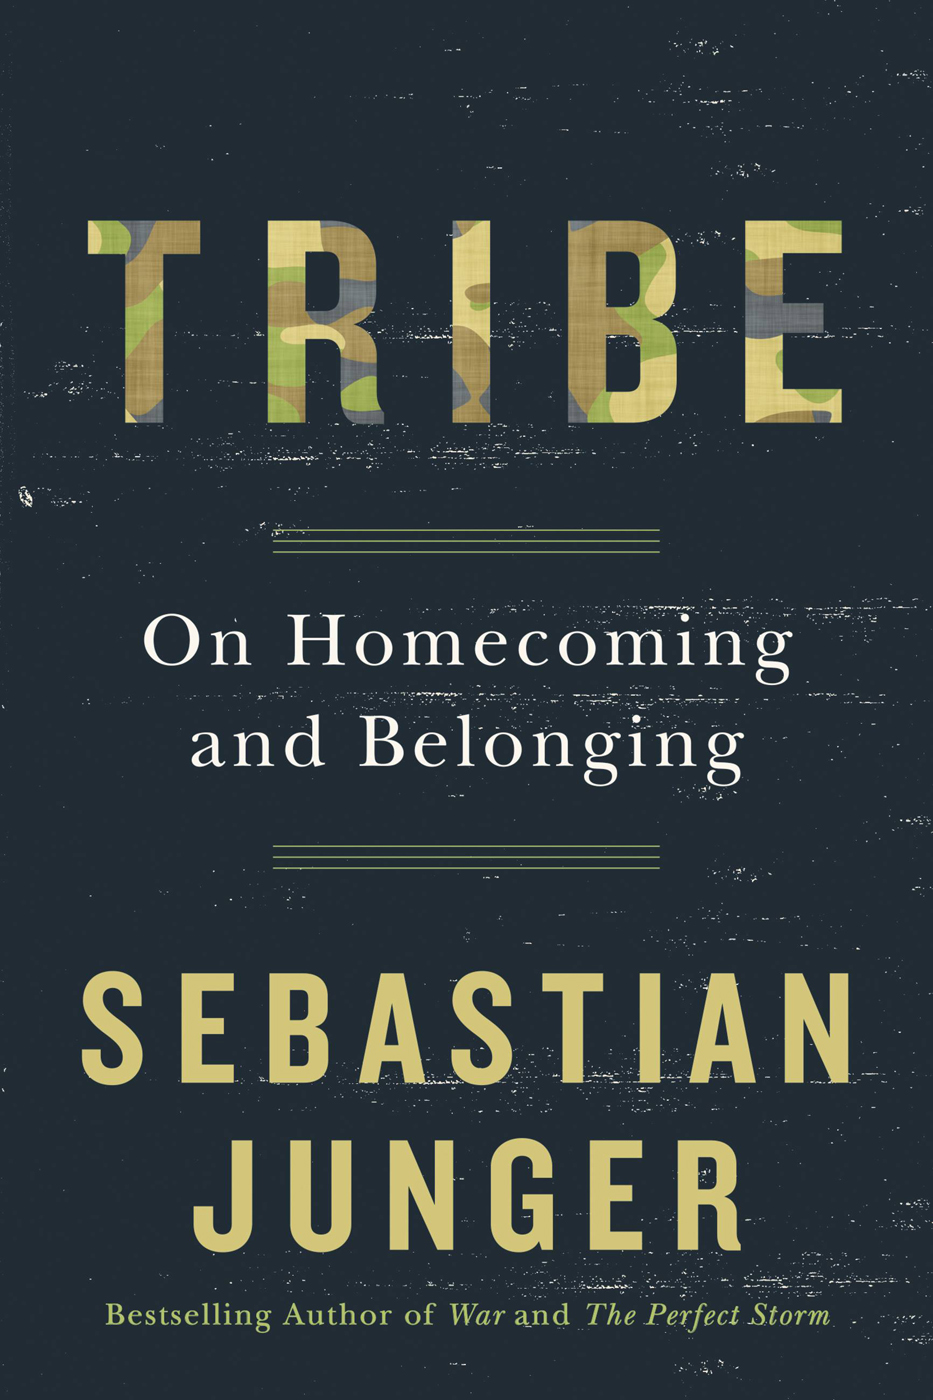 TRIBE
On Homecoming
and Belonging
SEBASTIAN
JUNGER
Bestselling Author of War and The Perfect Storm